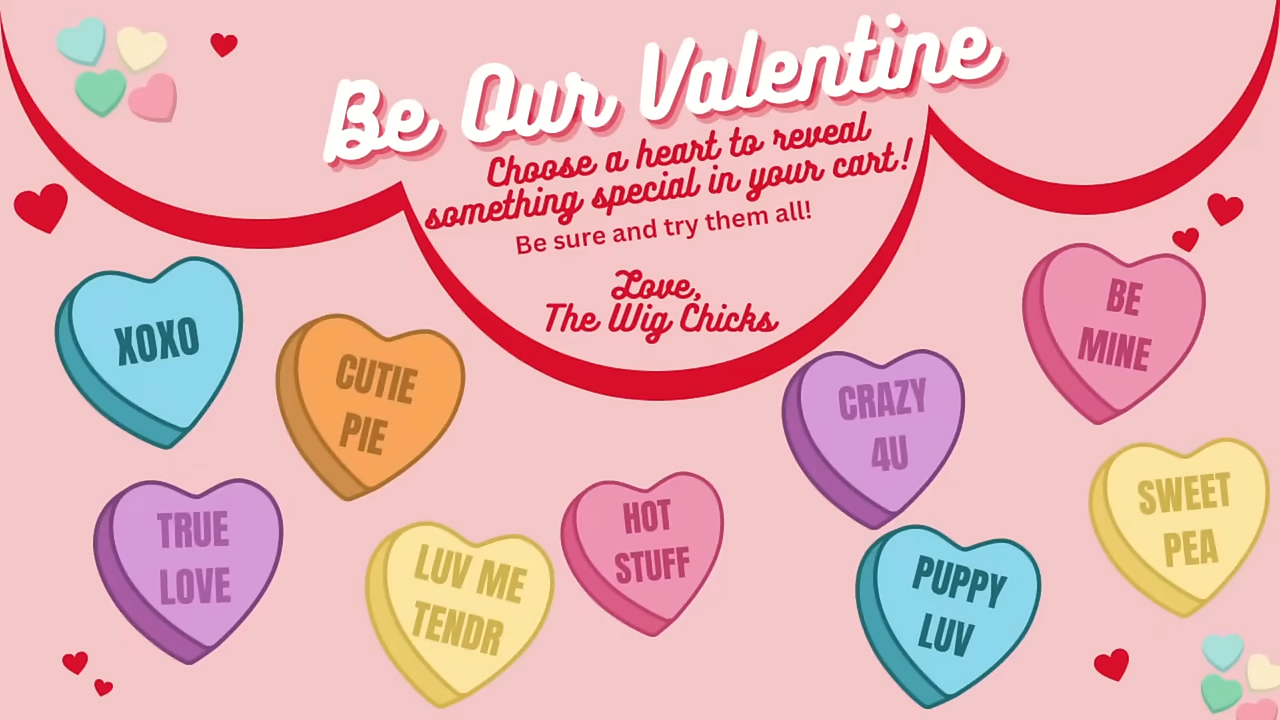 Be Our Valentine
Choose a heart to reveal
something special in your cart!
Be sure and try them all!
Love,
The Wig Chicks
XOXO
CUTIE
PIE
CRAZY
4U
BE
MINE
TRUE
LOVE
LUV ME
TENDR
HOT
STUFF
PUPPY
LUV
SWEET
PEA